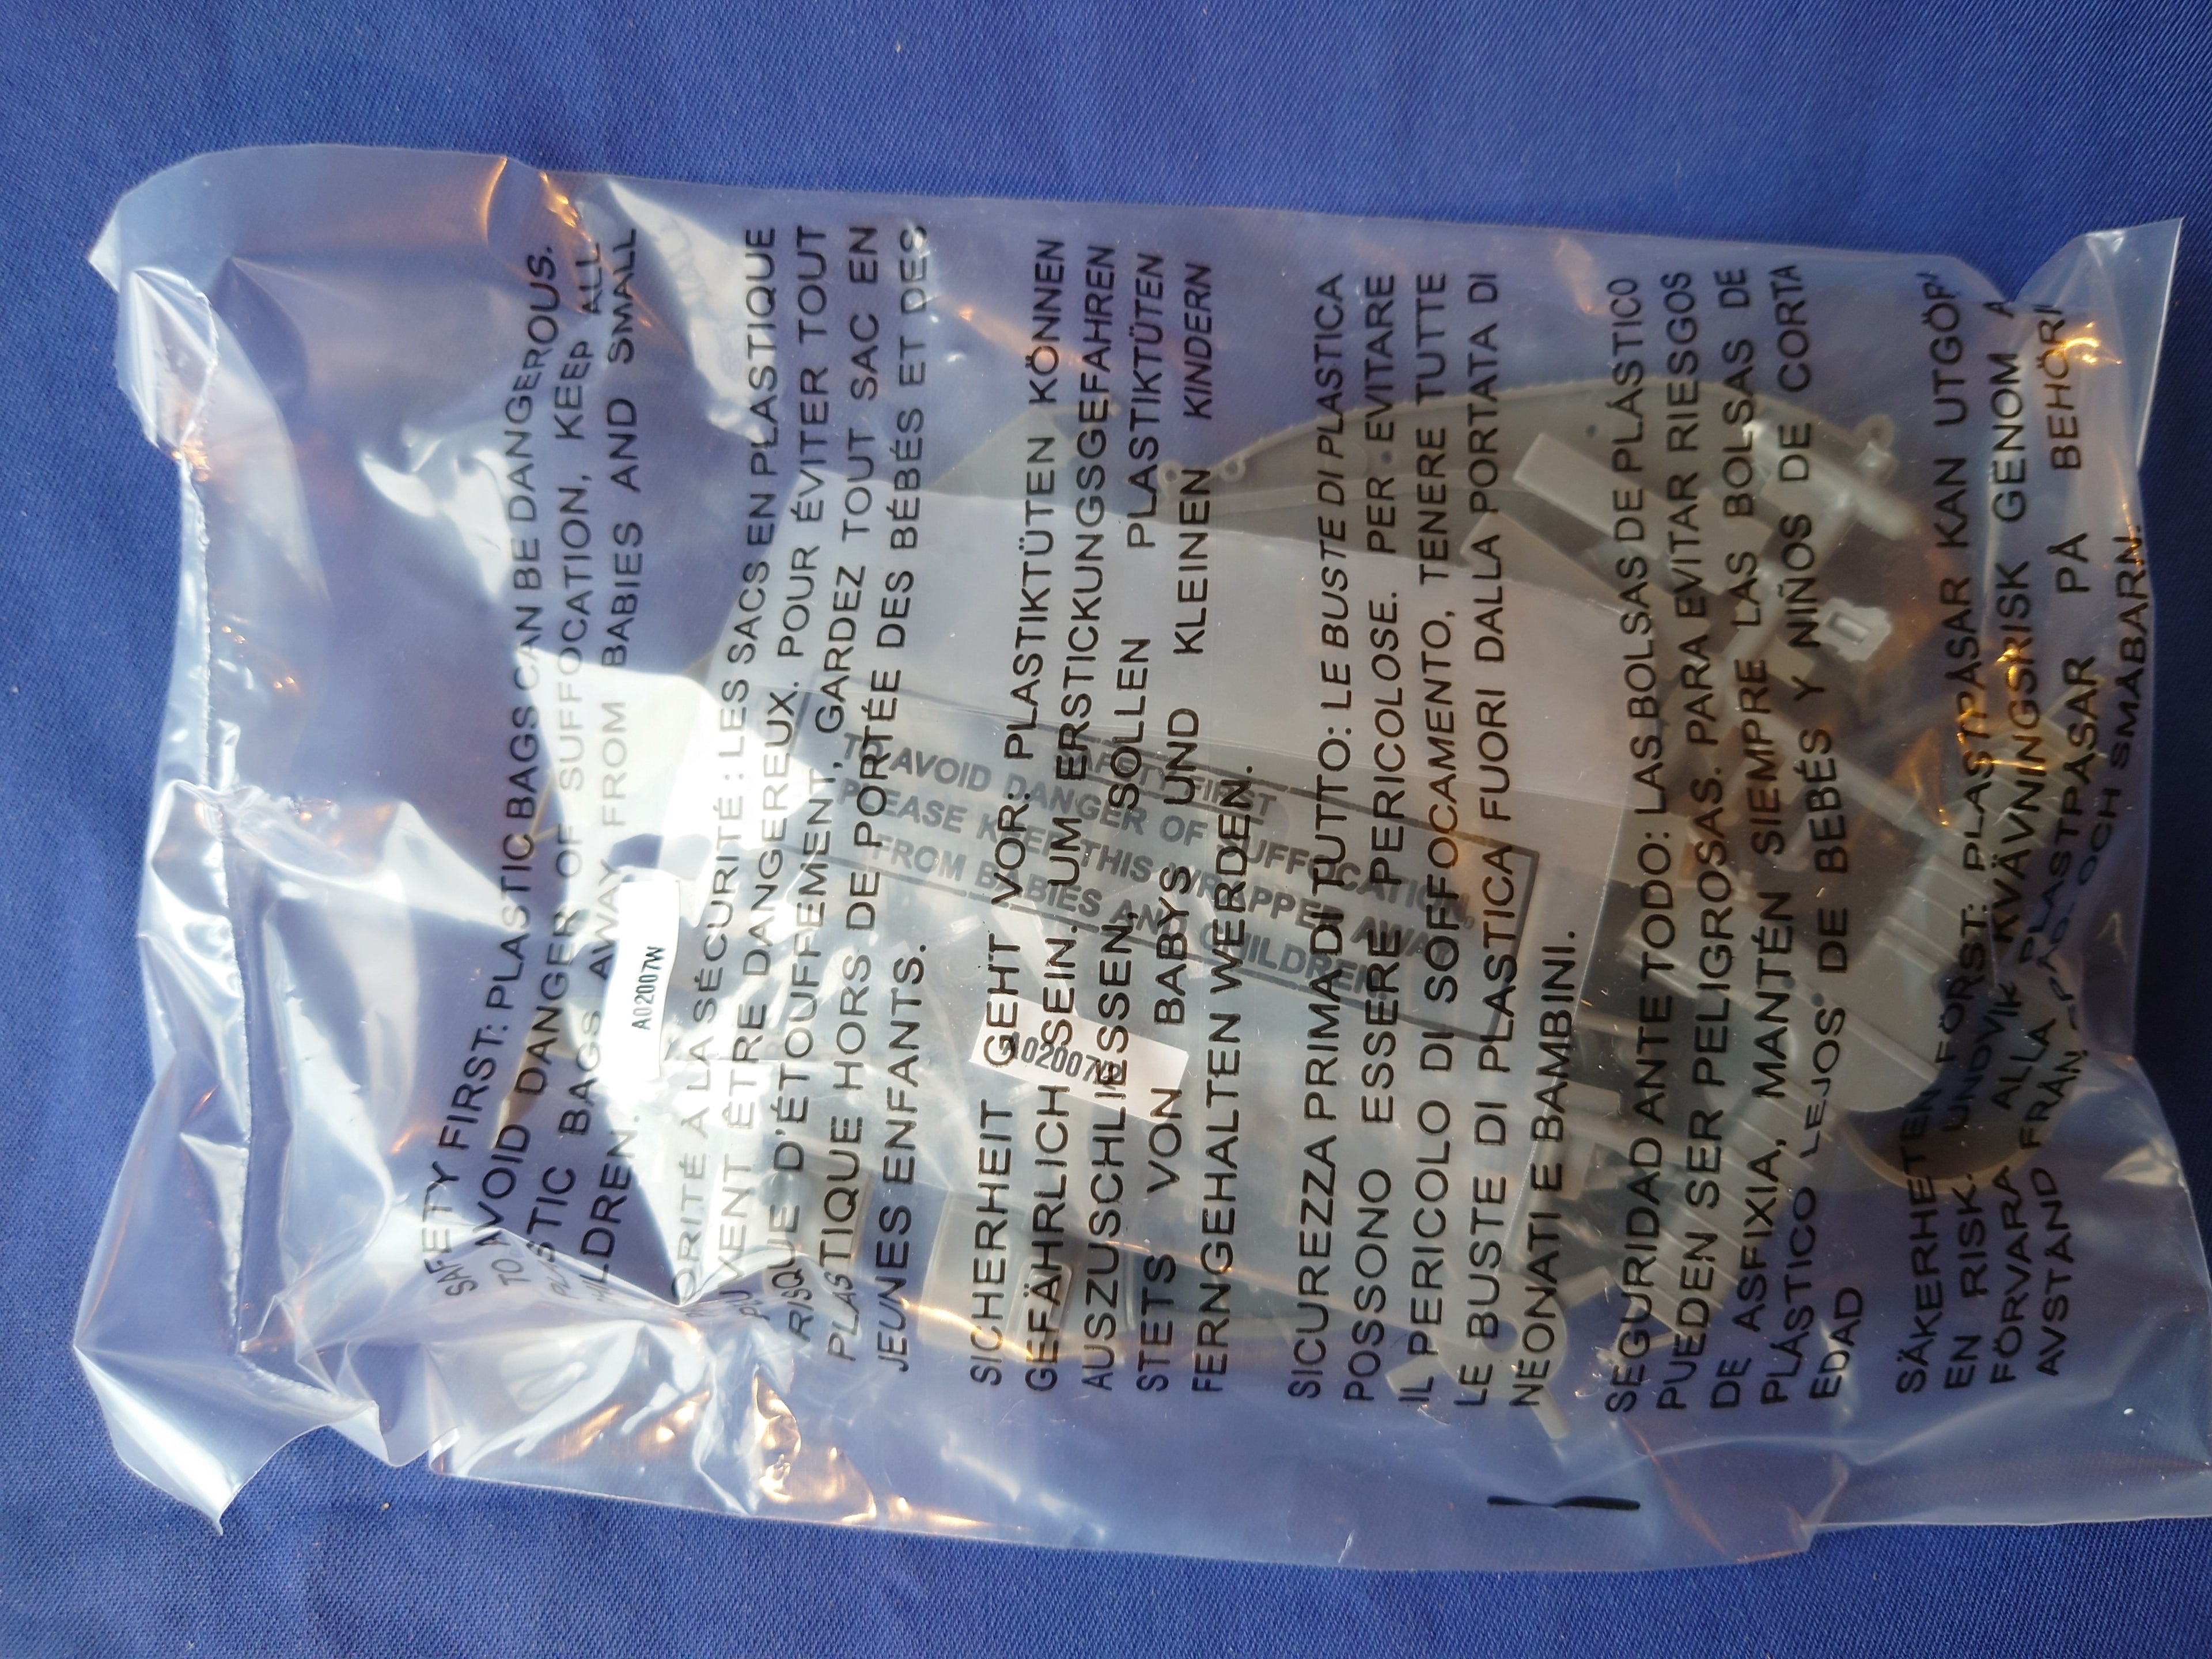 SAFETY FIRST: PLASTIC BAGS CAN BE DANGEROUS.
TO AVOID DANGER OF SUFFOCATION, KEEP ALL
PLASTIC BAGS AWAY FROM BABIES AND SMALL
HILDREN.
ORITÉ À LA SÉCURITÉ : LES SACS EN PLASTIQUE
VENT ÊTRE DANGEREUX. POUR ÉVITER TOUT
RISQUE D'ÉTOUFFEMENT, GARDEZ TOUT SAC EN
PLASTIQUE HORS DE PORTÉE DES BÉBÉS ET DES
JEUNES ENFANTS.
SICHERHEIT GEHT VOR: PLASTIKTÜTEN KÖNNEN
GEFÄHRLICH SEIN. UM ERSTICKUNGSGEFAHREN
AUSZUSCHLIESSEN, SOLLEN PLASTIKTÜTEN
STETS VON BABYS UND KLEINEN KINDERN
FERNGEHALTEN WERDEN.
SICUREZZA PRIMA DI TUTTO: LE BUSTE DI PLASTICA
POSSONO ESSERE PERICOLOSE. PER EVITARE
IL PERICOLO DI SOFFOCAMENTO, TENERE TUTTE
LE BUSTE DI PLASTICA FUORI DALLA PORTATA DI
NEONATI E BAMBINI.
SEGURIDAD ANTE TODO: LAS BOLSAS DE PLÁSTICO
PUEDEN SER PELIGROSAS. PARA EVITAR RIESGOS
DE ASFIXIA, MANTÉN SIEMPRE LAS BOLSAS DE
PLÁSTICO LEJOS DE BEBÉS Y NIÑOS DE CORTA
EDAD
SÄKERHETEN FÖRST: PLASTPÅSAR KAN UTGÖR
EN RISK. UNDVIK KVÄVNINGSRISK GENOM A
FÖRVARA ALLA PLASTPÅSAR PÅ BEHÖRI
AVSTÅND FRÅN OCH SMÅBARN.
SAFETY FIRST
TO AVOID DANGER OF SUFFOCATION,
PLEASE KEEP THIS WRAPPER AWAY
FROM BABIES AND CHILDREN.
A02007W
A02007W